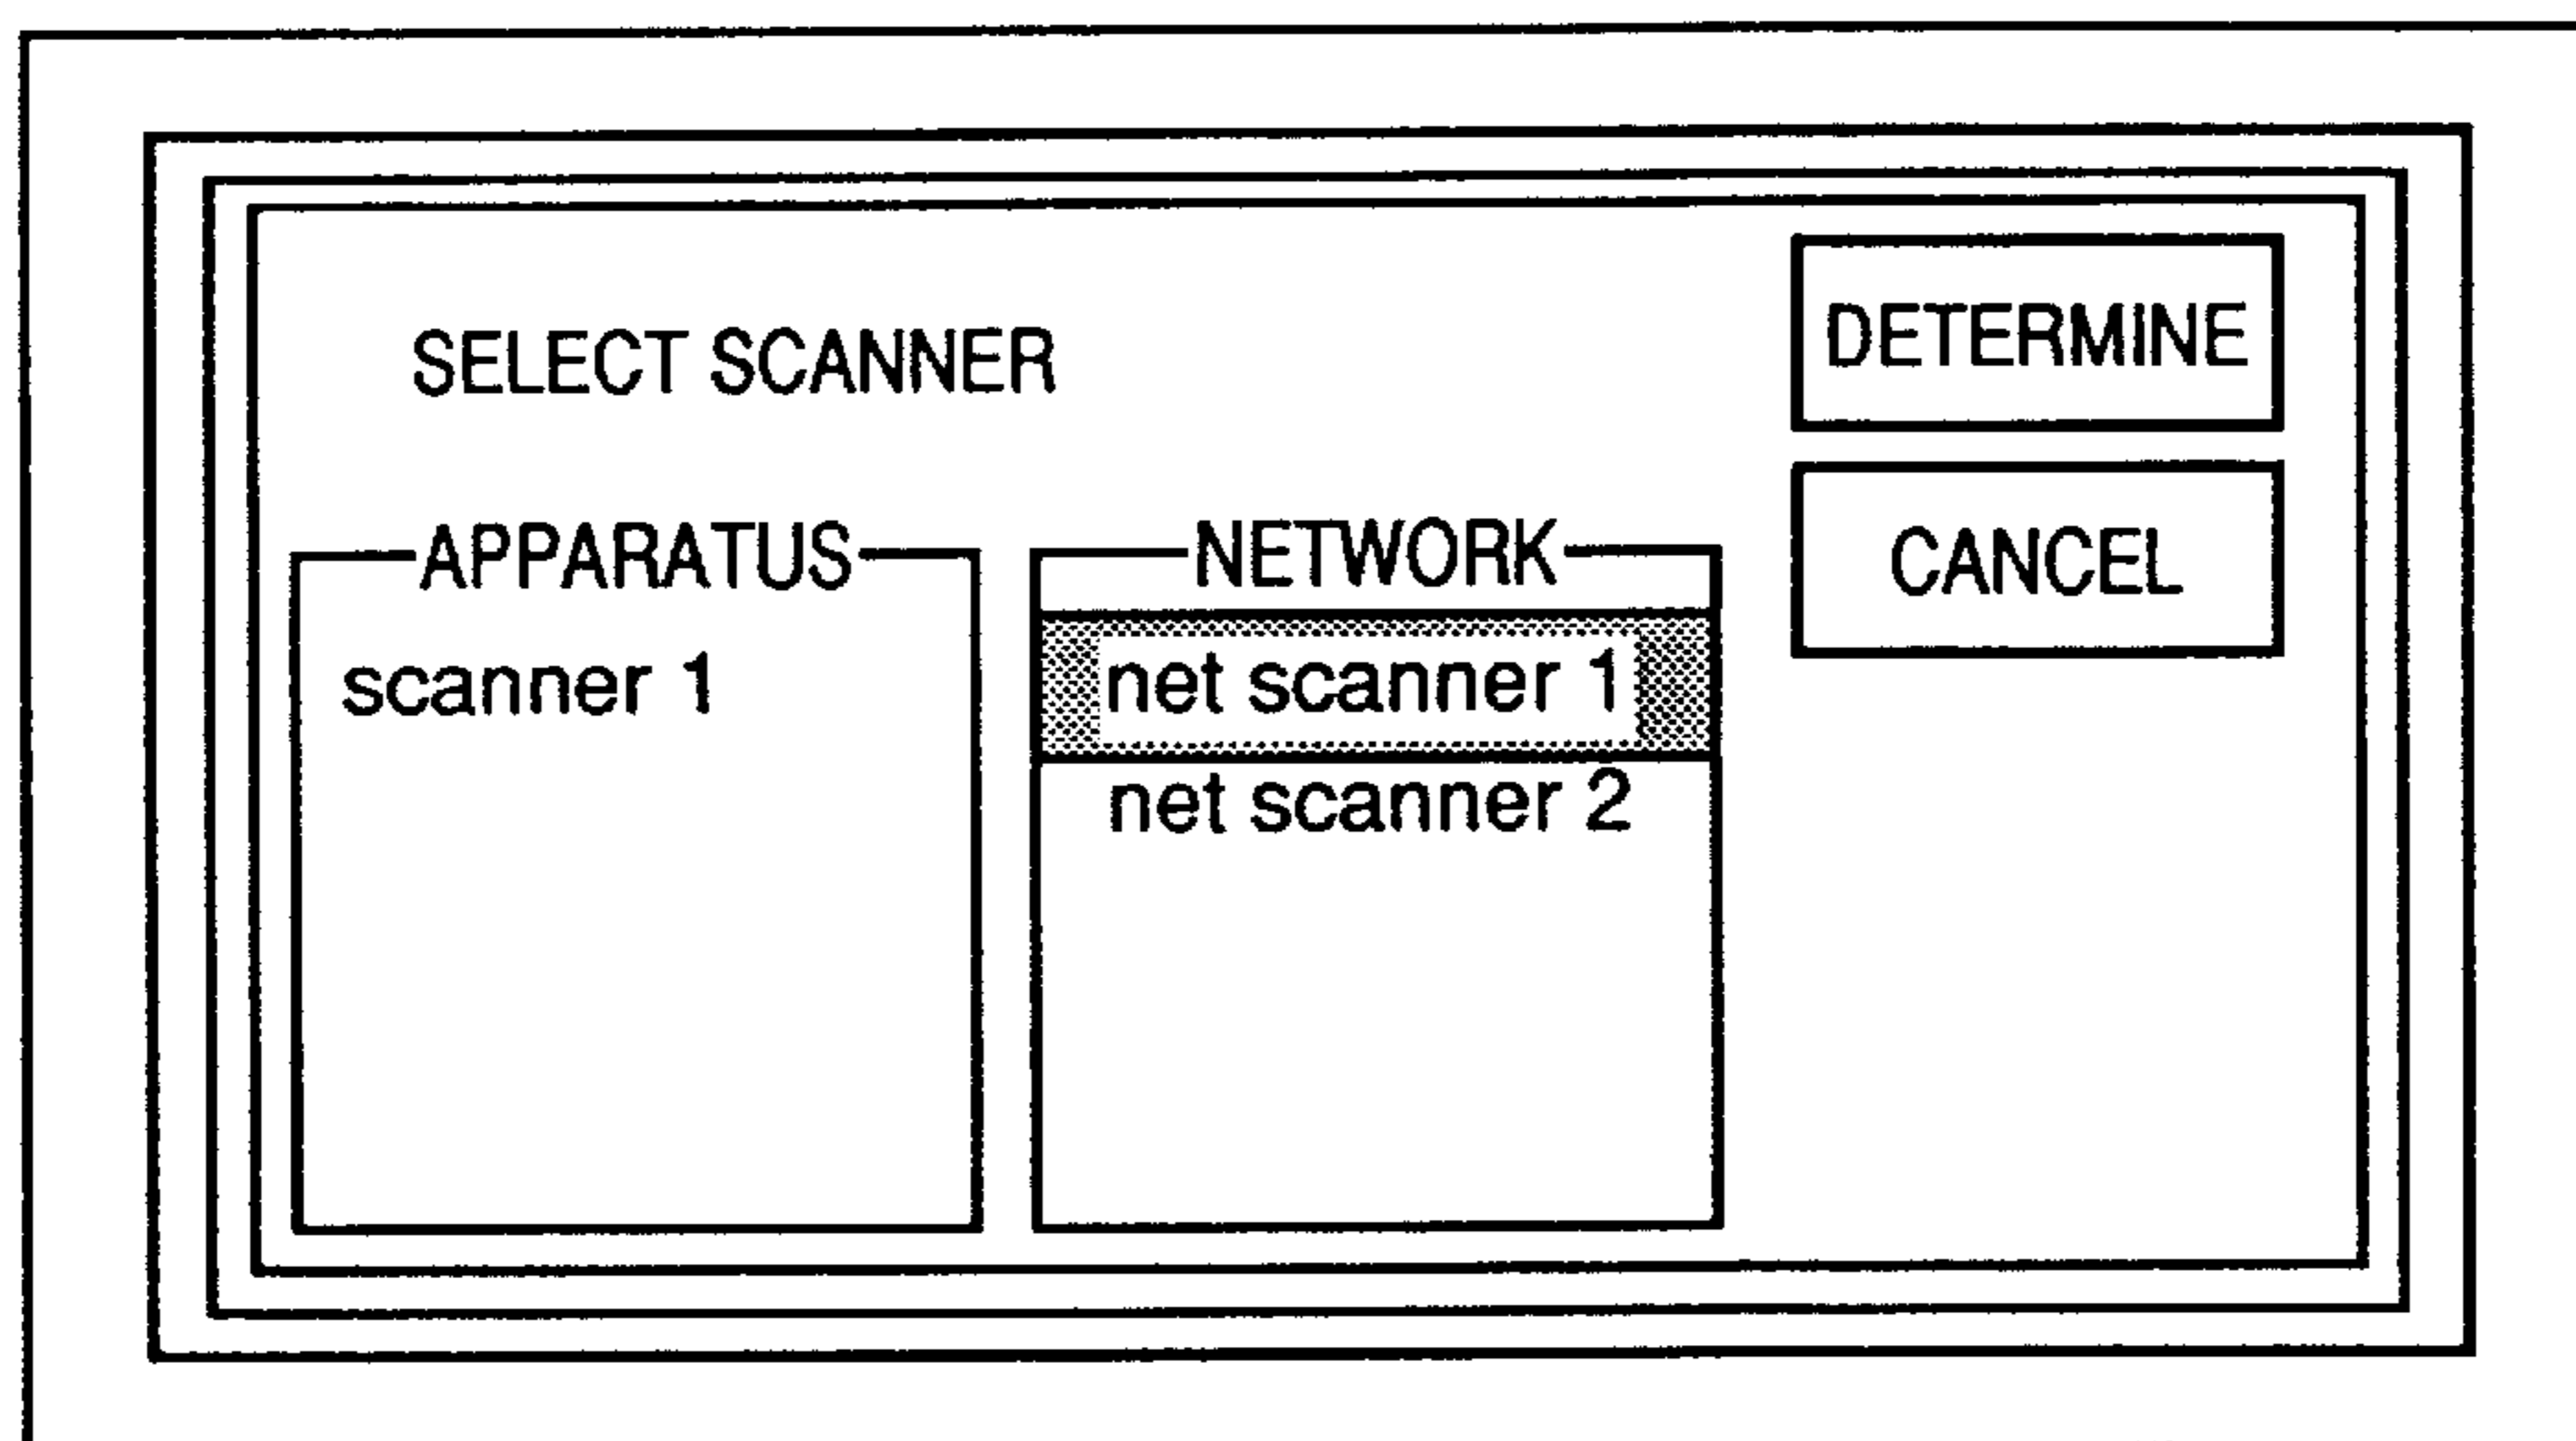 SELECT SCANNER
DETERMINE
CANCEL
APPARATUS
scanner 1
NETWORK
net scanner 1
net scanner 2